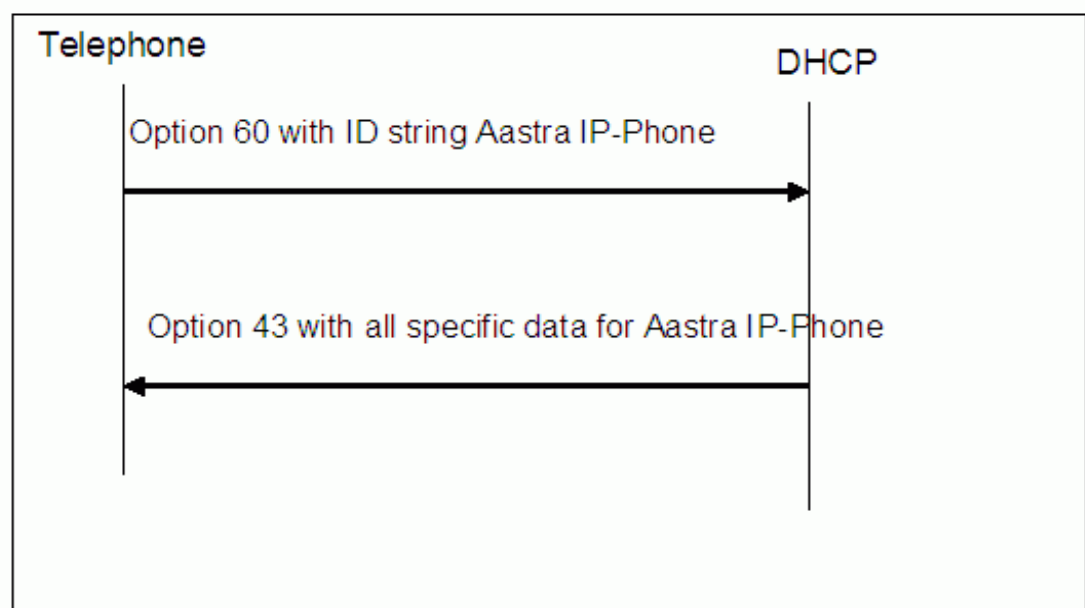 Telephone
DHCP
Option 60 with ID string Aastra IP-Phone
Option 43 with all specific data for Aastra IP-Phone